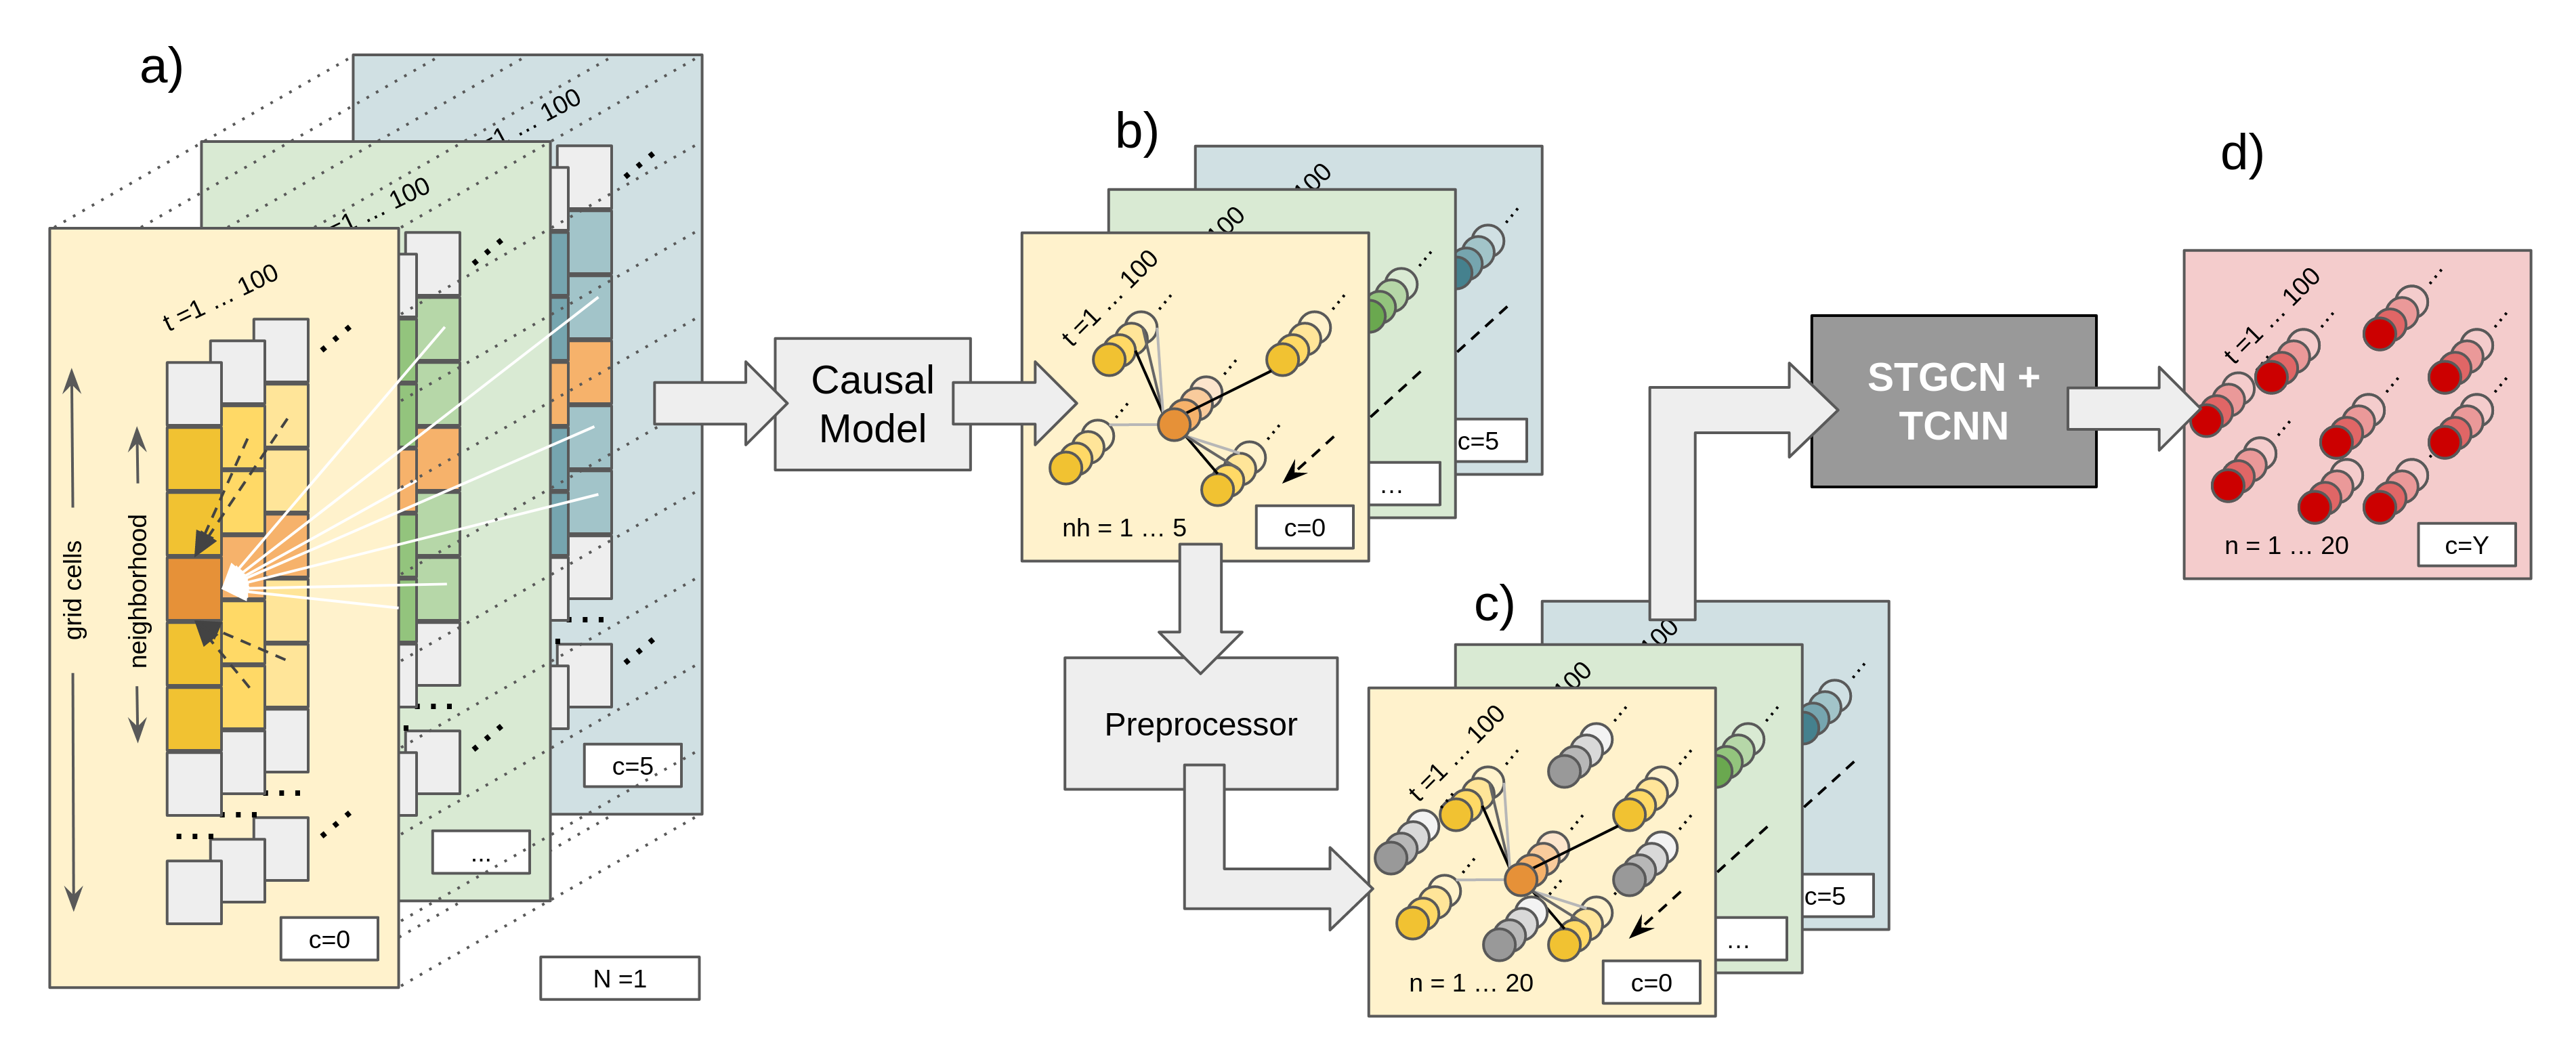 a)
=1 … 100
=1 … 100
t =1 … 100
grid cells
neighborhood
c=5
...
c=0
N =1
Causal
Model
b)
100
100
t =1 … 100
c=5
...
nh = 1 … 5
c=0
Preprocessor
c)
100
100
t =1 … 100
c=5
...
n = 1 … 20
c=0
STGCN +
TCNN
d)
t =1 … 100
n = 1 … 20
c=Y